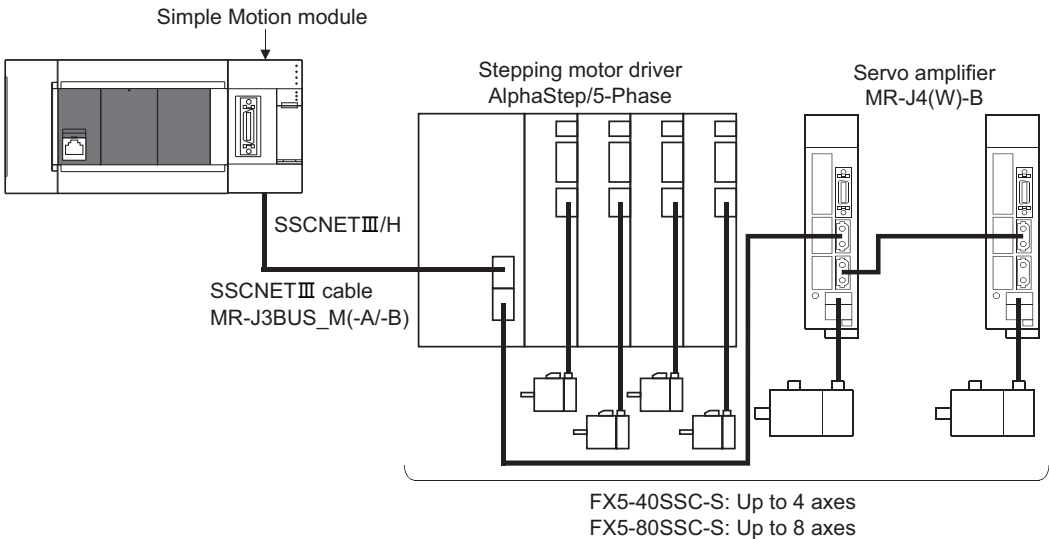 Simple Motion module
Stepping motor driver
AlphaStep/5-Phase
Servo amplifier
MR-J4(W)-B
SSCNETⅢ/H
SSCNETⅢ cable
MR-J3BUS_M(-A/-B)
FX5-40SSC-S: Up to 4 axes
FX5-80SSC-S: Up to 8 axes